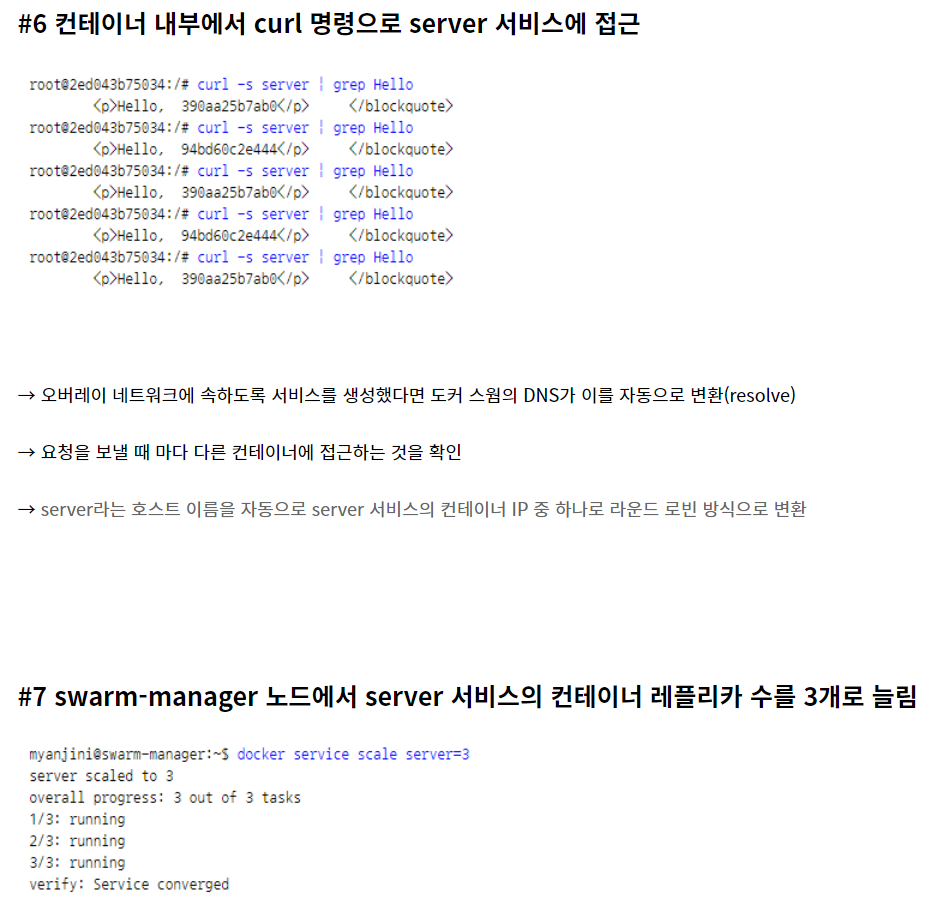 #6 컨테이너 내부에서 curl 명령으로 server 서비스에 접근
root@2ed043b75034:/# curl -s server | grep Hello
<p>Hello,  390aa25b7ab0</p>     </blockquote>
root@2ed043b75034:/# curl -s server | grep Hello
<p>Hello,  94bd60c2e444</p>     </blockquote>
root@2ed043b75034:/# curl -s server | grep Hello
<p>Hello,  390aa25b7ab0</p>     </blockquote>
root@2ed043b75034:/# curl -s server | grep Hello
<p>Hello,  94bd60c2e444</p>     </blockquote>
root@2ed043b75034:/# curl -s server | grep Hello
<p>Hello,  390aa25b7ab0</p>     </blockquote>
→ 오버레이 네트워크에 속하도록 서비스를 생성했다면 도커 스웜의 DNS가 이를 자동으로 변환(resolve)
→ 요청을 보낼 때 마다 다른 컨테이너에 접근하는 것을 확인
→ server라는 호스트 이름을 자동으로 server 서비스의 컨테이너 IP 중 하나로 라운드 로빈 방식으로 변환
#7 swarm-manager 노드에서 server 서비스의 컨테이너 레플리카 수를 3개로 늘림
myanjini@swarm-manager:~$ docker service scale server=3
server scaled to 3
overall progress: 3 out of 3 tasks
1/3: running
2/3: running
3/3: running
verify: Service converged